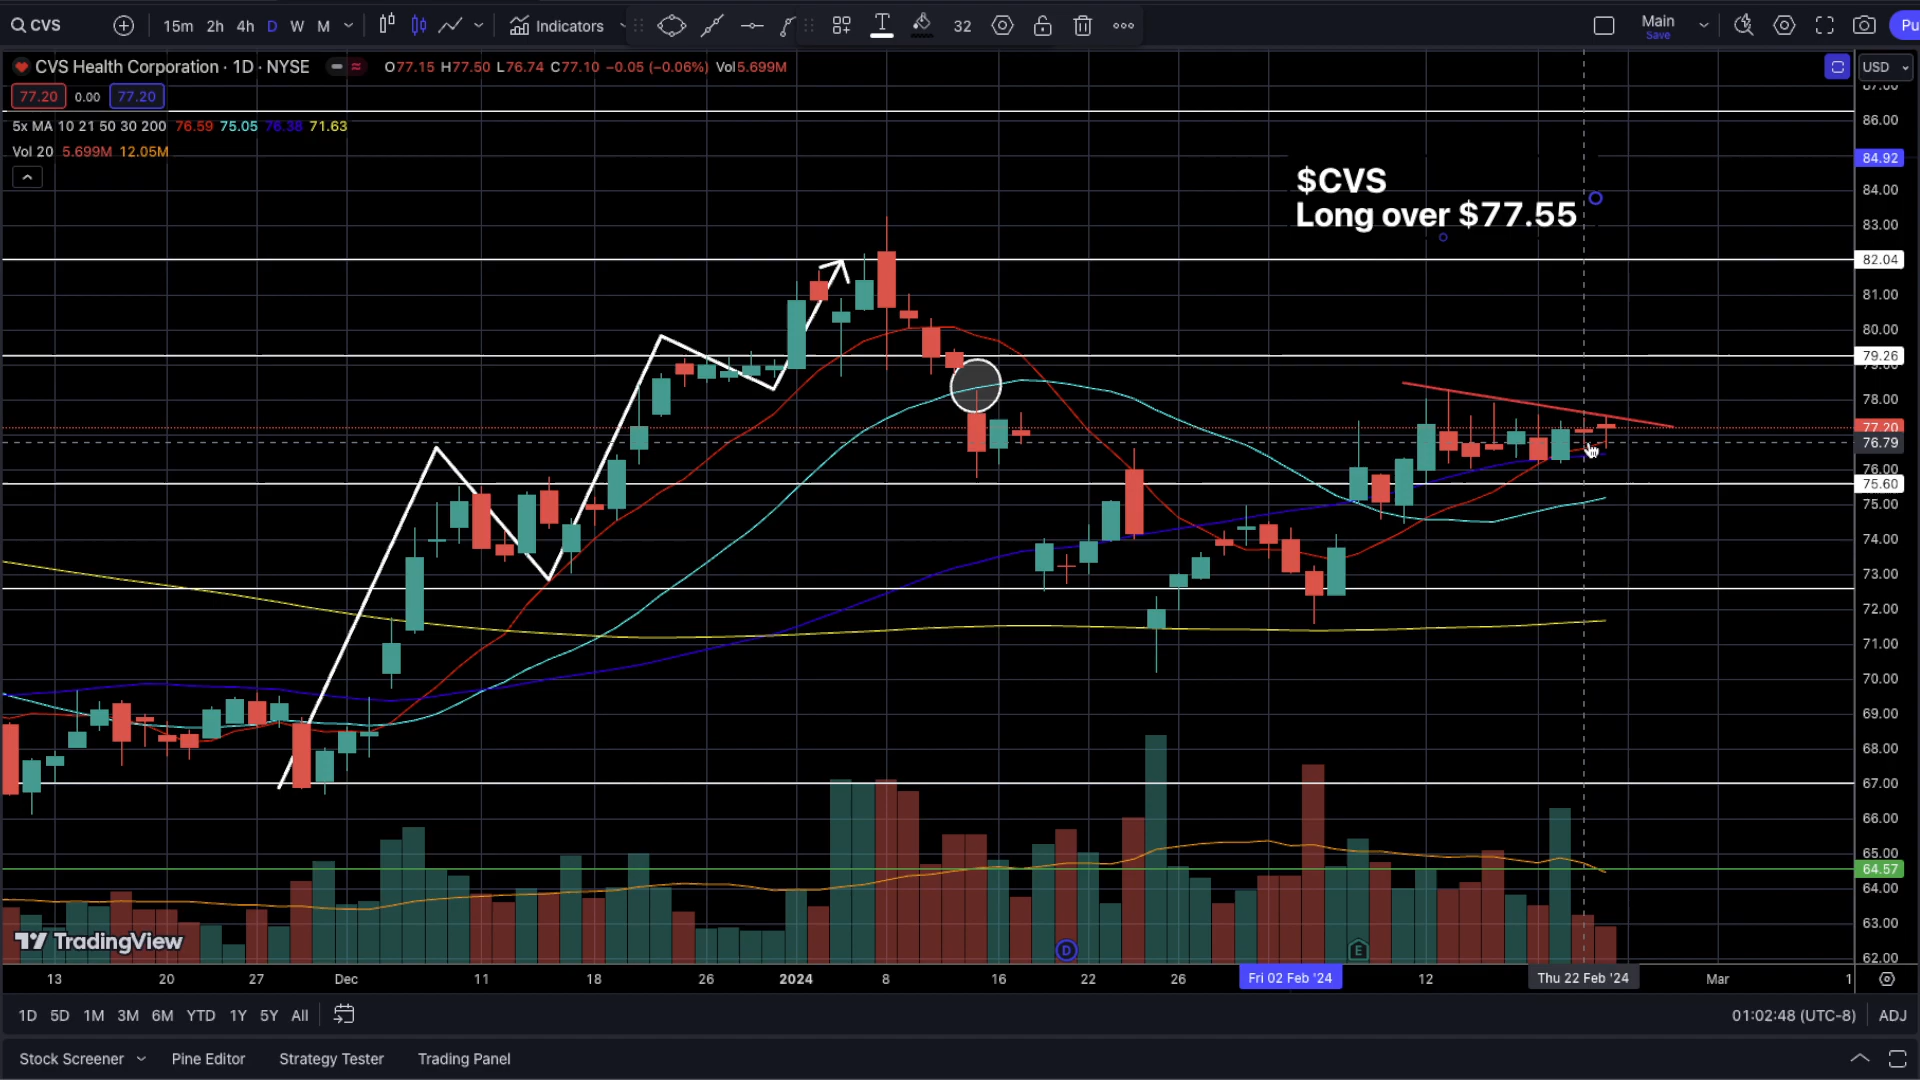 CVS
15m 2h 4h D W M
Indicators
32
Main
Save
Pu
CVS Health Corporation · 1D · NYSE
O77.15 H77.50 L76.74 C77.10 −0.05 (−0.06%) Vol5.699M
USD
77.20 0.00 77.20
5x MA 10 21 50 30 200 76.59 75.05 76.38 71.63
Vol 20 5.699M 12.05M
$CVS
Long over $77.55
87.00
86.00
84.92
84.00
83.00
82.04
81.00
80.00
79.26
79.00
78.00
77.20
76.79
76.00
75.60
75.00
74.00
73.00
72.00
71.00
70.00
69.00
68.00
67.00
66.00
65.00
64.57
64.00
63.00
62.00
TradingView
D
E
13 20 27 Dec 11 18 26 2024 8 16 22 26 Fri 02 Feb '24 12 Thu 22 Feb '24 Mar 1
1D 5D 1M 3M 6M YTD 1Y 5Y All
01:02:48 (UTC-8) ADJ
Stock Screener Pine Editor Strategy Tester Trading Panel